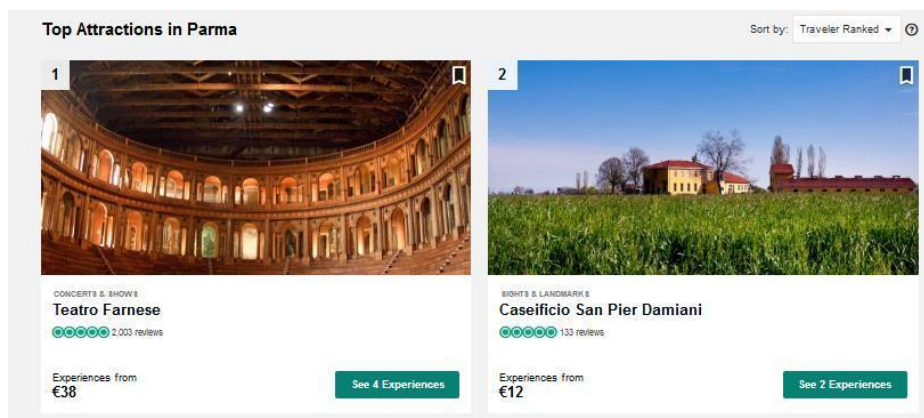 Top Attractions in Parma
Sort by: Traveler Ranked
1
2
CONCERTS & SHOWS
Teatro Farnese
2,003 reviews
Experiences from
€38
See 4 Experiences
SIGHTS & LANDMARKS
Caseificio San Pier Damiani
133 reviews
Experiences from
€12
See 2 Experiences